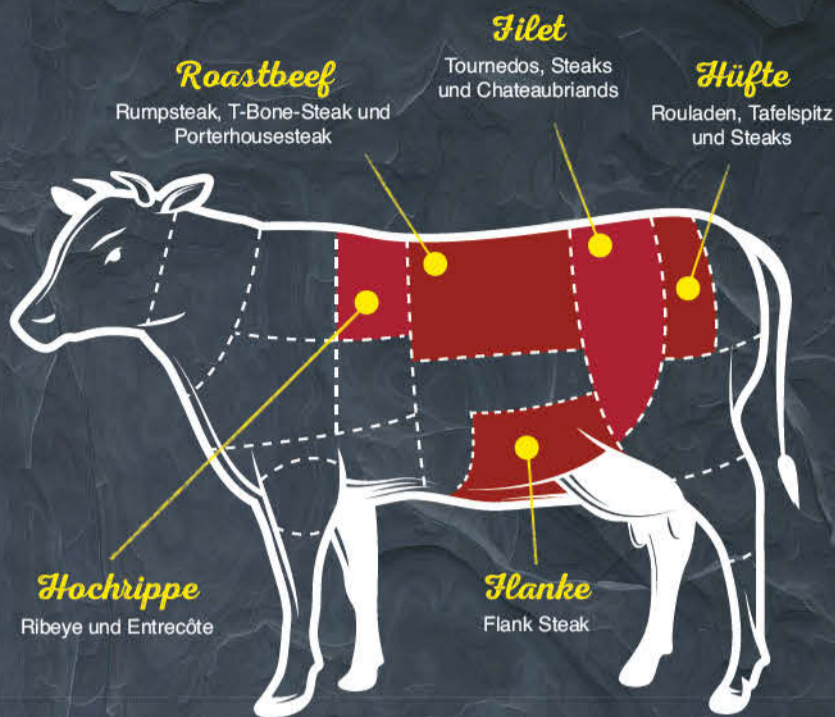 Filet
Tournedos, Steaks
und Chateaubriands
Roastbeef
Rumpsteak, T-Bone-Steak und
Porterhousesteak
Hüfte
Rouladen, Tafelspitz
und Steaks
Hochrippe
Ribeye und Entrecôte
Flanke
Flank Steak